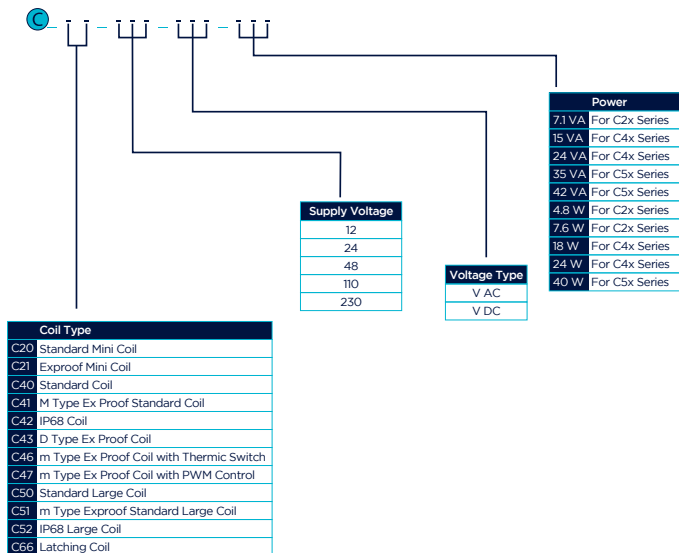 C _ _ _ - _ _ _ - _ _ _ - _ _
Power
7.1 VA For C2x Series
15 VA For C4x Series
24 VA For C4x Series
35 VA For C5x Series
42 VA For C5x Series
4.8 W For C2x Series
7.6 W For C2x Series
18 W For C4x Series
24 W For C4x Series
40 W For C5x Series
Supply Voltage
12
24
48
110
230
Voltage Type
V AC
V DC
Coil Type
C20 Standard Mini Coil
C21 Exproof Mini Coil
C40 Standard Coil
C41 M Type Ex Proof Standard Coil
C42 IP68 Coil
C43 D Type Ex Proof Coil
C46 m Type Ex Proof Coil with Thermic Switch
C47 m Type Ex Proof Coil with PWM Control
C50 Standard Large Coil
C51 m Type Exproof Standard Large Coil
C52 IP68 Large Coil
C66 Latching Coil